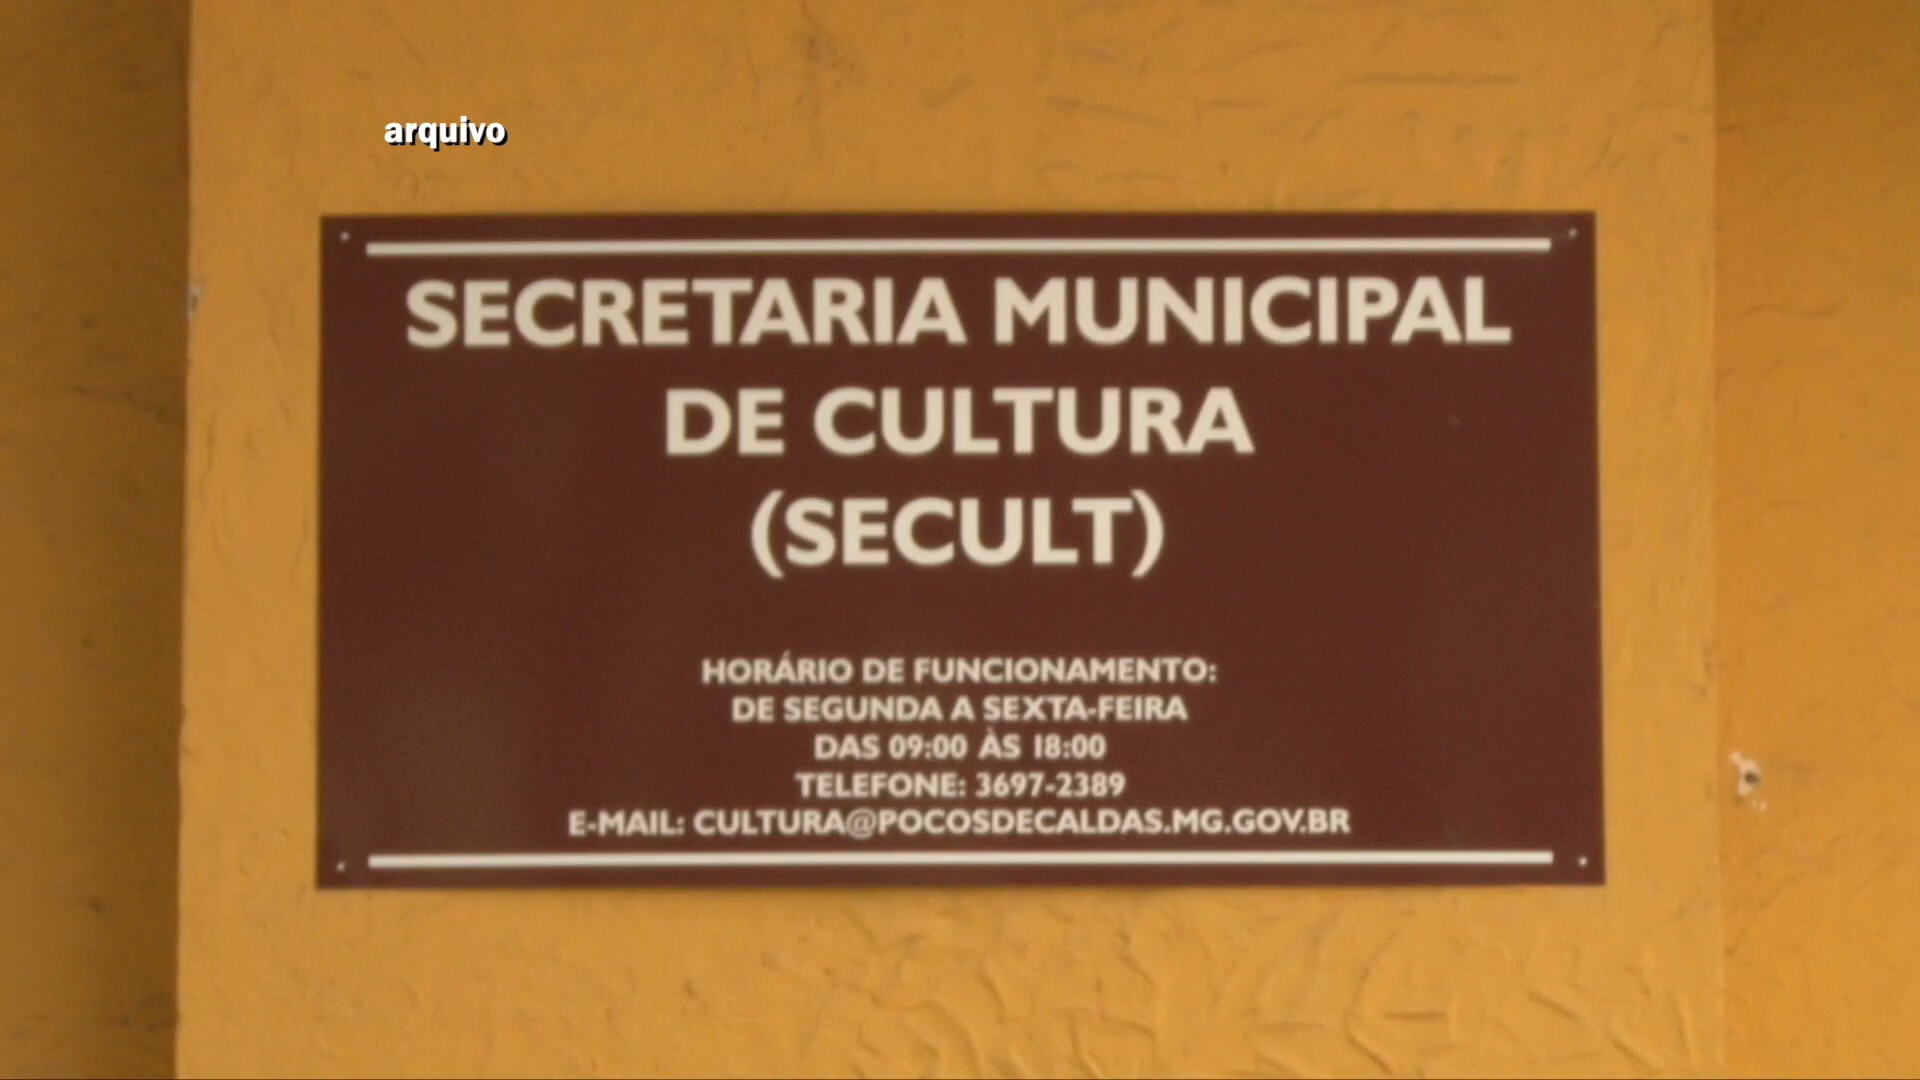 arquivo
SECRETARIA MUNICIPAL
DE CULTURA
(SECULT)
HORÁRIO DE FUNCIONAMENTO:
DE SEGUNDA A SEXTA-FEIRA
DAS 09:00 ÀS 18:00
TELEFONE: 3697-2389
E-MAIL: CULTURA@POCOSDECALDAS.MG.GOV.BR